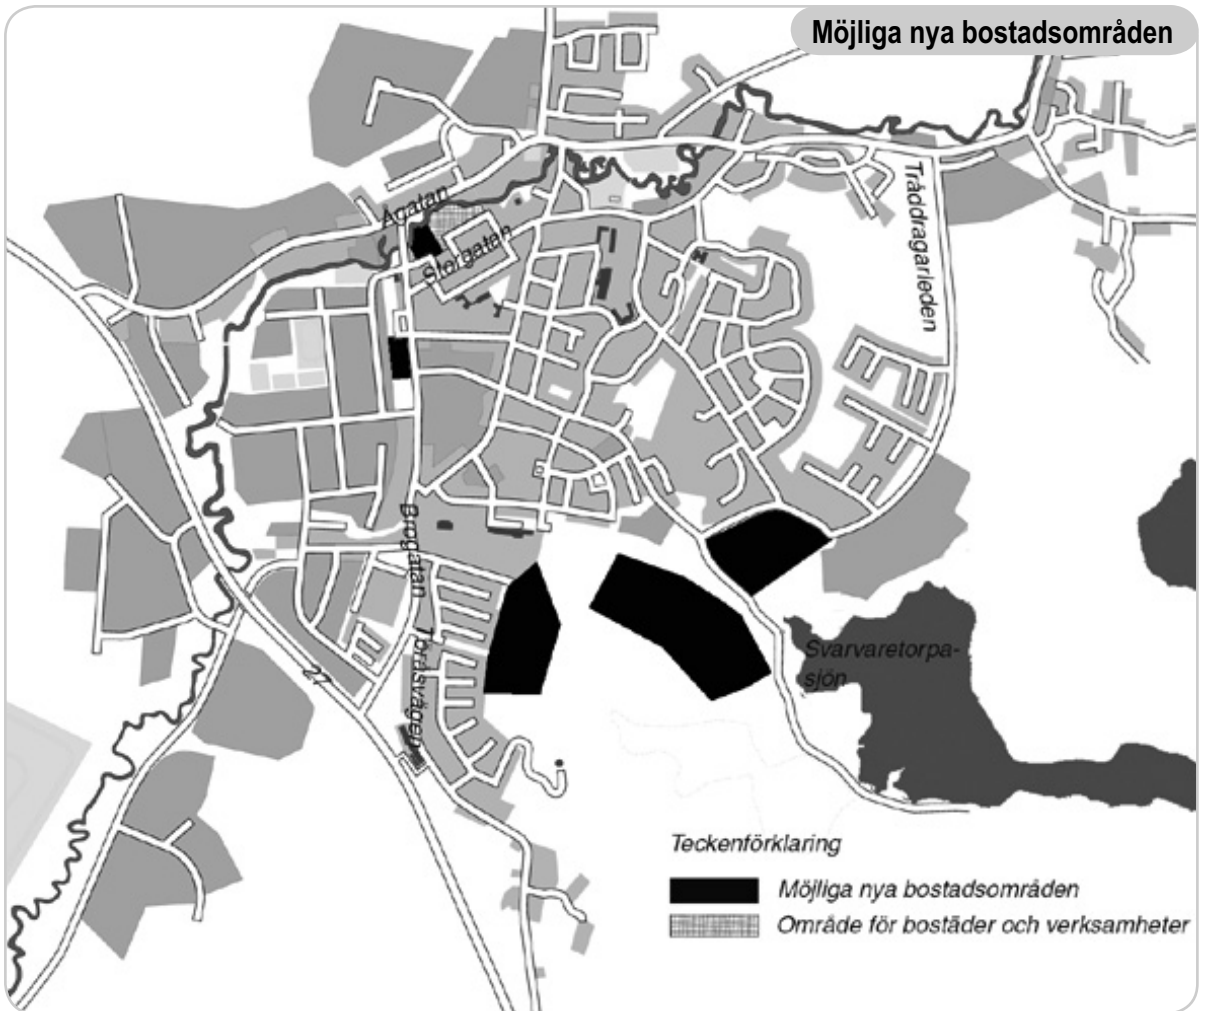 Möjliga nya bostadsområden
Ågatan
Storgatan
Tråddragarleden
Brogatan
Toråsvägen
27
Svarvaretorpa-
sjön
Teckenförklaring
Möjliga nya bostadsområden
Område för bostäder och verksamheter